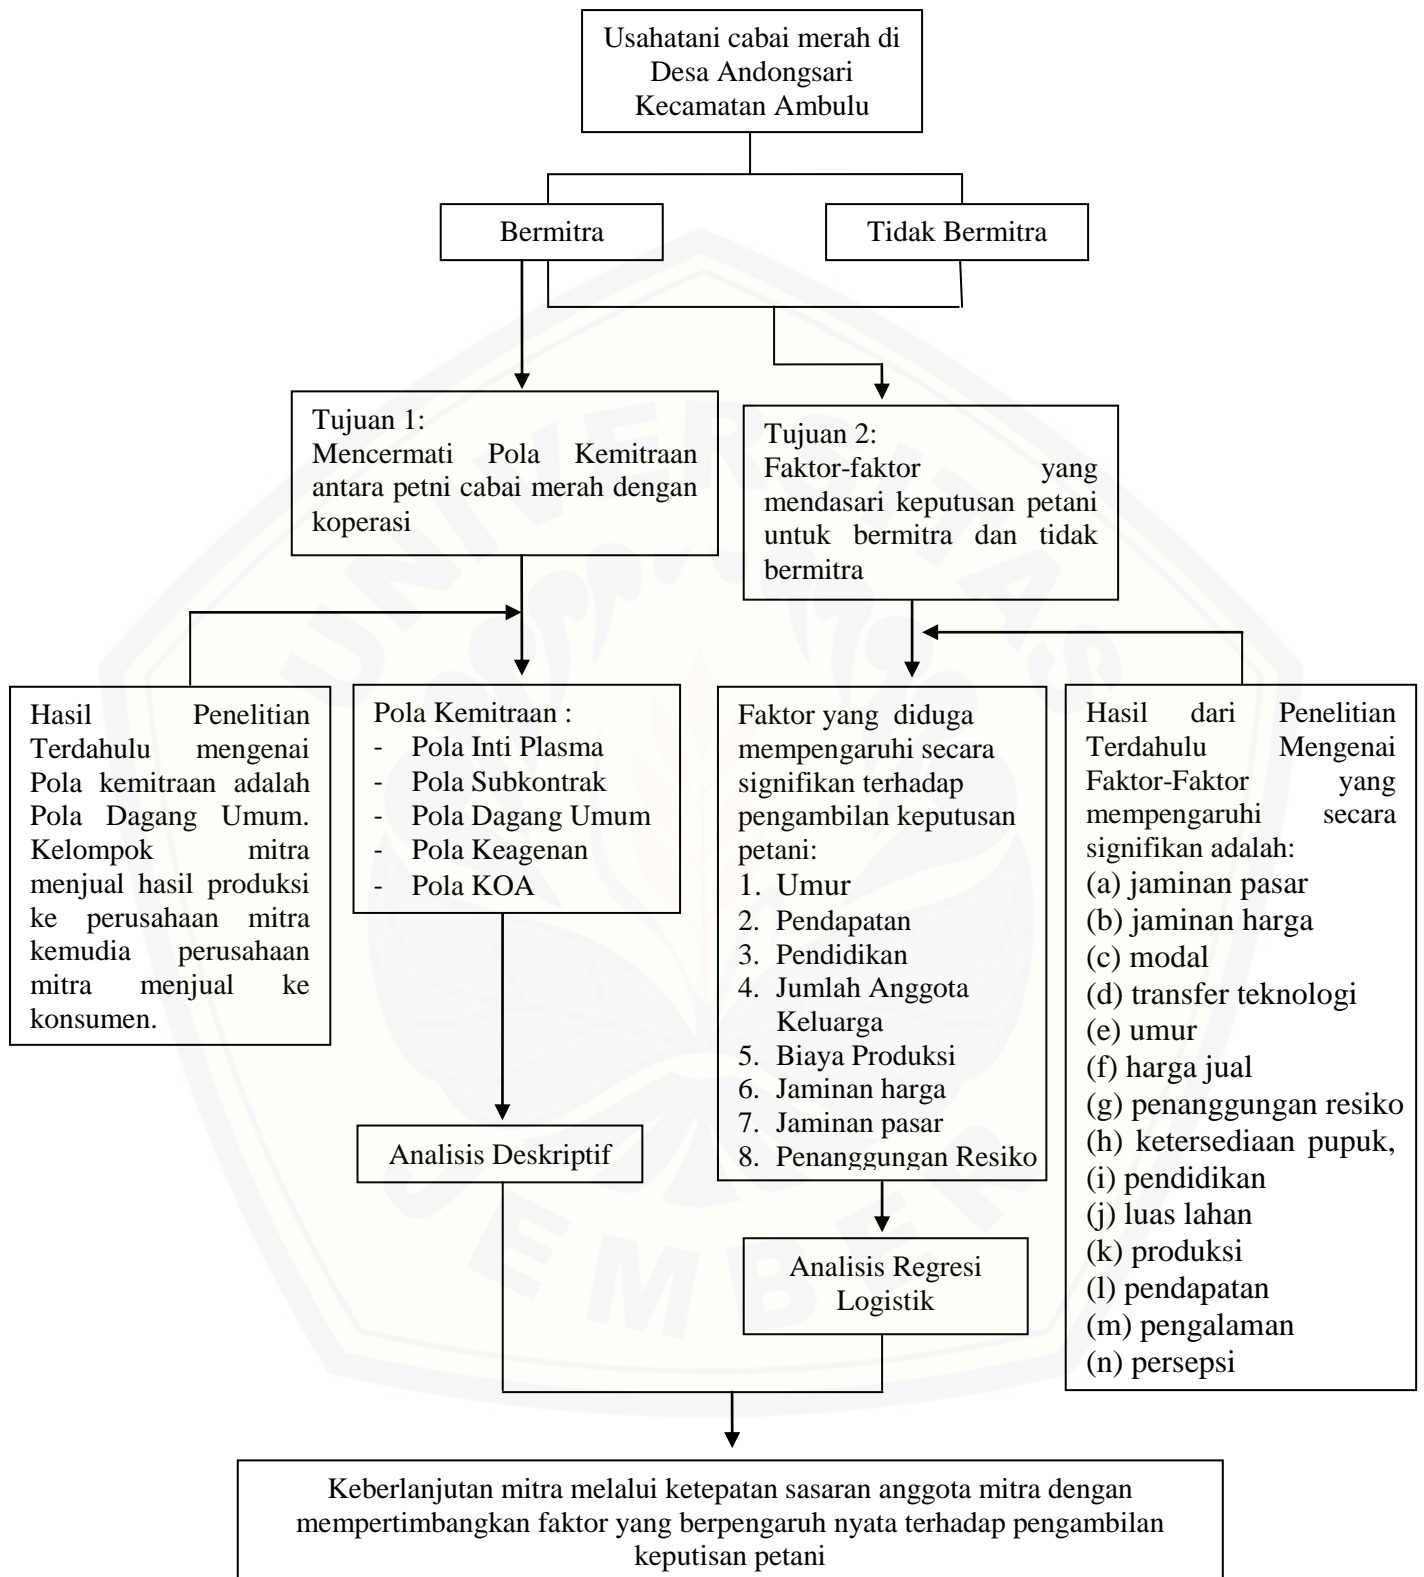 Usahatani cabai merah di
Desa Andongsari
Kecamatan Ambulu
Bermitra
Tidak Bermitra
Tujuan 1:
Mencermati Pola Kemitraan
antara petni cabai merah dengan
koperasi
Tujuan 2:
Faktor-faktor yang
mendasari keputusan petani
untuk bermitra dan tidak
bermitra
Hasil Penelitian
Terdahulu mengenai
Pola kemitraan adalah
Pola Dagang Umum.
Kelompok mitra
menjual hasil produksi
ke perusahaan mitra
kemudia perusahaan
mitra menjual ke
konsumen.
Pola Kemitraan :
- Pola Inti Plasma
- Pola Subkontrak
- Pola Dagang Umum
- Pola Keagenan
- Pola KOA
Faktor yang diduga
mempengaruhi secara
signifikan terhadap
pengambilan keputusan
petani:
1. Umur
2. Pendapatan
3. Pendidikan
4. Jumlah Anggota
Keluarga
5. Biaya Produksi
6. Jaminan harga
7. Jaminan pasar
8. Penanggungan Resiko
Hasil dari Penelitian
Terdahulu Mengenai
Faktor-Faktor yang
mempengaruhi secara
signifikan adalah:
(a) jaminan pasar
(b) jaminan harga
(c) modal
(d) transfer teknologi
(e) umur
(f) harga jual
(g) penanggungan resiko
(h) ketersediaan pupuk,
(i) pendidikan
(j) luas lahan
(k) produksi
(l) pendapatan
(m) pengalaman
(n) persepsi
Analisis Deskriptif
Analisis Regresi
Logistik
Keberlanjutan mitra melalui ketepatan sasaran anggota mitra dengan
mempertimbangkan faktor yang berpengaruh nyata terhadap pengambilan
keputisan petani
UNIVERSITAS
JEMBER